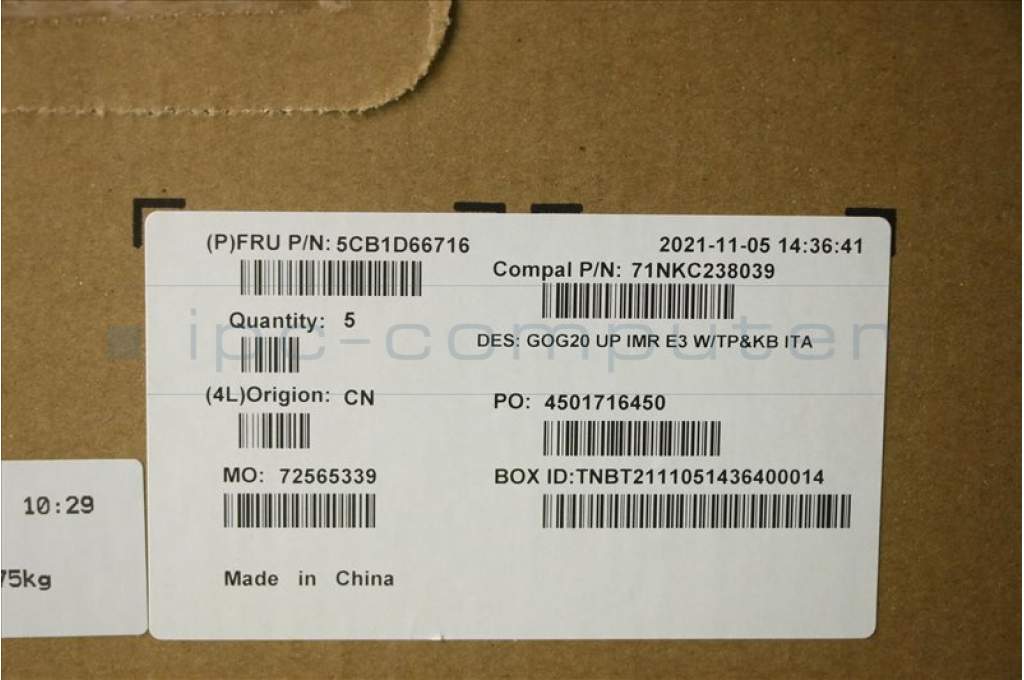 (P)FRU P/N: 5CB1D66716
2021-11-05 14:36:41
Compal P/N: 71NKC238039
Quantity: 5
DES: GOG20 UP IMR E3 W/TP&KB ITA
(4L)Origion: CN
PO: 4501716450
MO: 72565339
BOX ID:TNBT2111051436400014
Made in China
10:29
75kg
ipc-computer